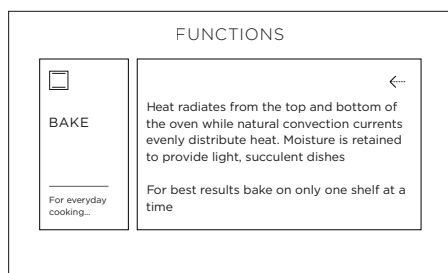 FUNCTIONS
BAKE
For everyday
cooking...
Heat radiates from the top and bottom of
the oven while natural convection currents
evenly distribute heat. Moisture is retained
to provide light, succulent dishes
For best results bake on only one shelf at a
time